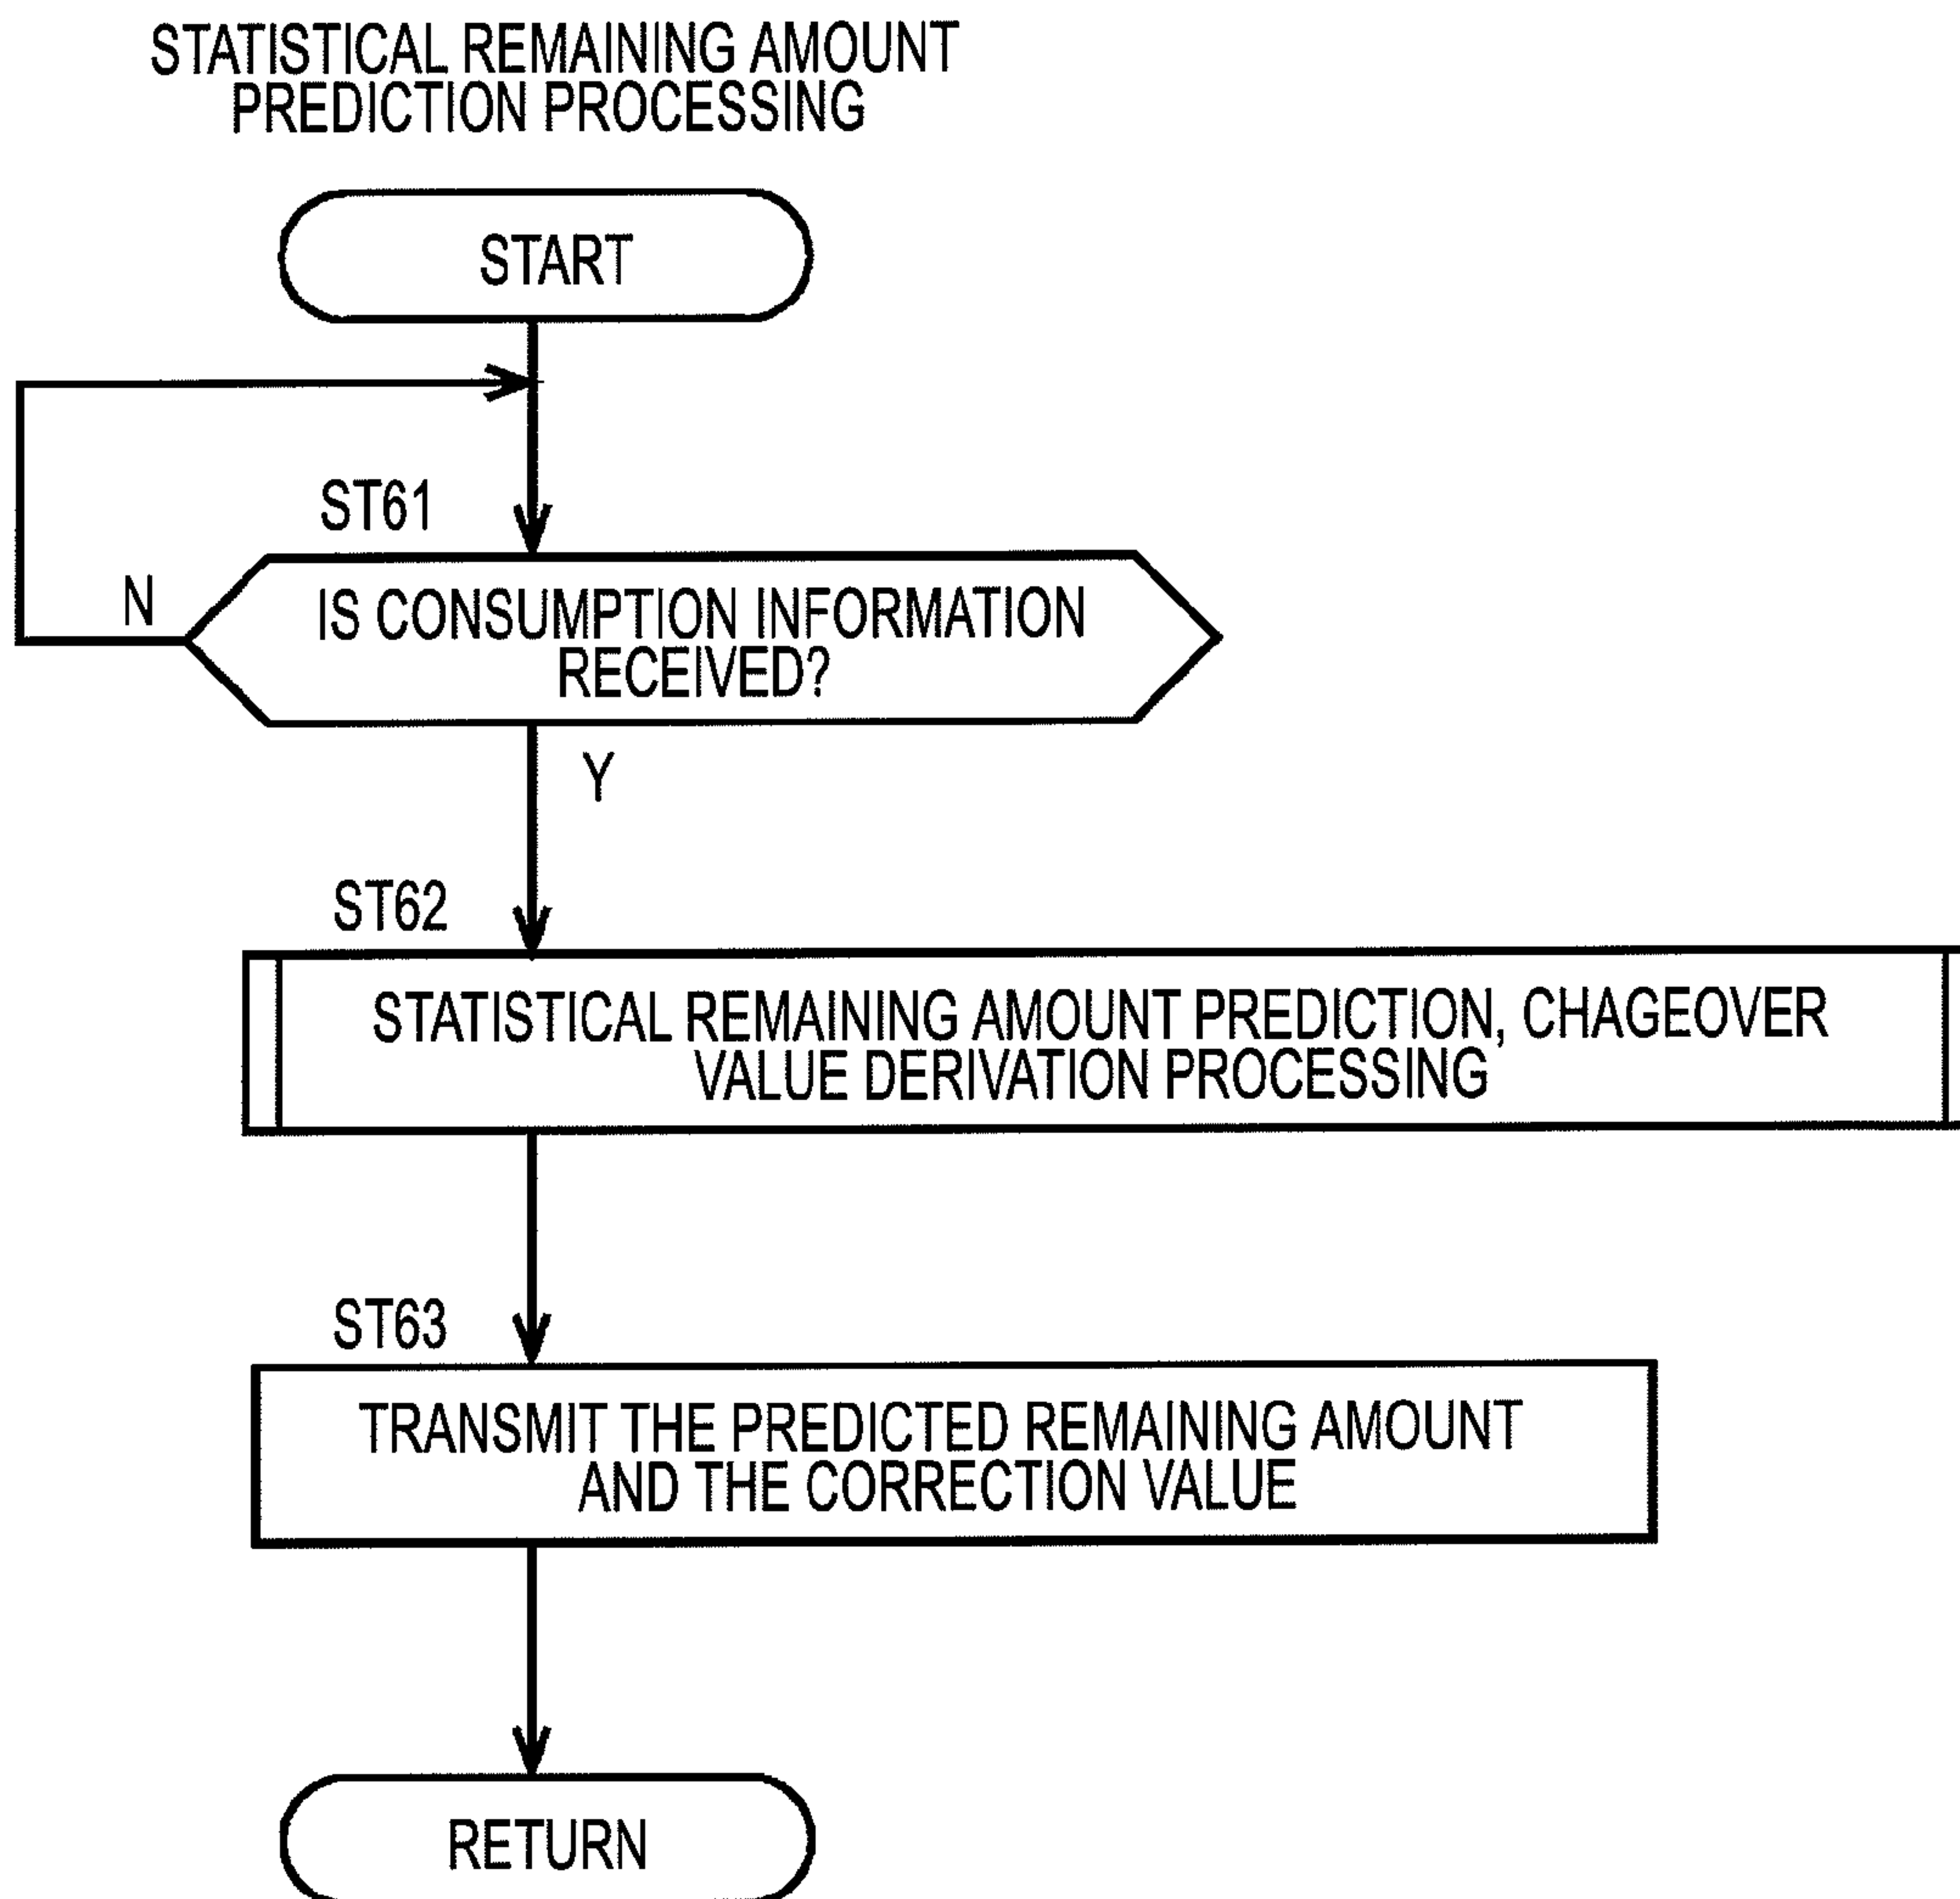 STATISTICAL REMAINING AMOUNT
PREDICTION PROCESSING
START
ST61
N
IS CONSUMPTION INFORMATION
RECEIVED?
Y
ST62
STATISTICAL REMAINING AMOUNT PREDICTION, CHAGEOVER
VALUE DERIVATION PROCESSING
ST63
TRANSMIT THE PREDICTED REMAINING AMOUNT
AND THE CORRECTION VALUE
RETURN